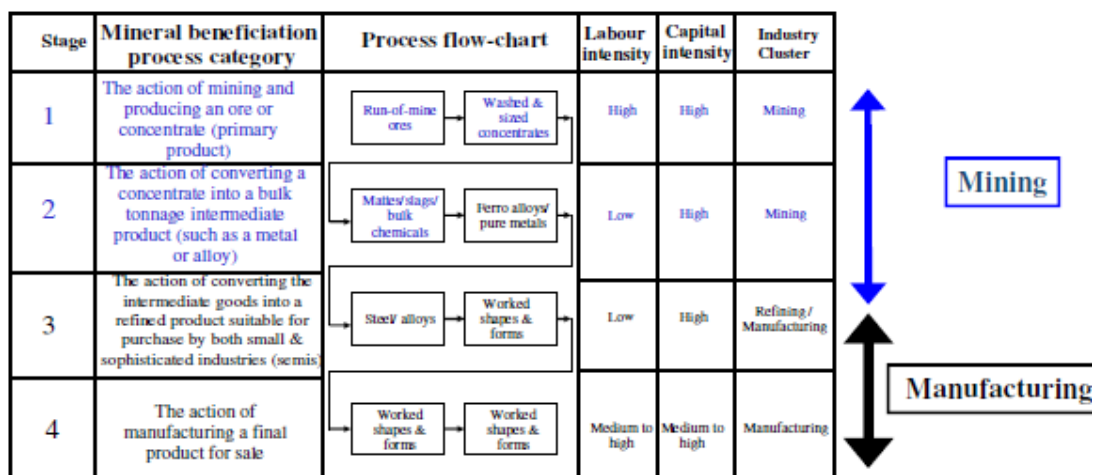 Stage
Mineral beneficiation
process category
Process flow-chart
Labour
intensity
Capital
intensity
Industry
Cluster
1
The action of mining and
producing an ore or
concentrate (primary
product)
Run-of-mine
ores
Washed &
sized
concentrates
High
High
Mining
2
The action of converting a
concentrate into a bulk
tonnage intermediate
product (such as a metal
or alloy)
Mattes/slags/
bulk
chemicals
Ferro alloys/
pure metals
Low
High
Mining
3
The action of converting the
intermediate goods into a
refined product suitable for
purchase by both small &
sophisticated industries (semis)
Steel/ alloys
Worked
shapes &
forms
Low
High
Refining/
Manufacturing
4
The action of
manufacturing a final
product for sale
Worked
shapes &
forms
Worked
shapes &
forms
Medium to
high
Medium to
high
Manufacturing
Mining
Manufacturing